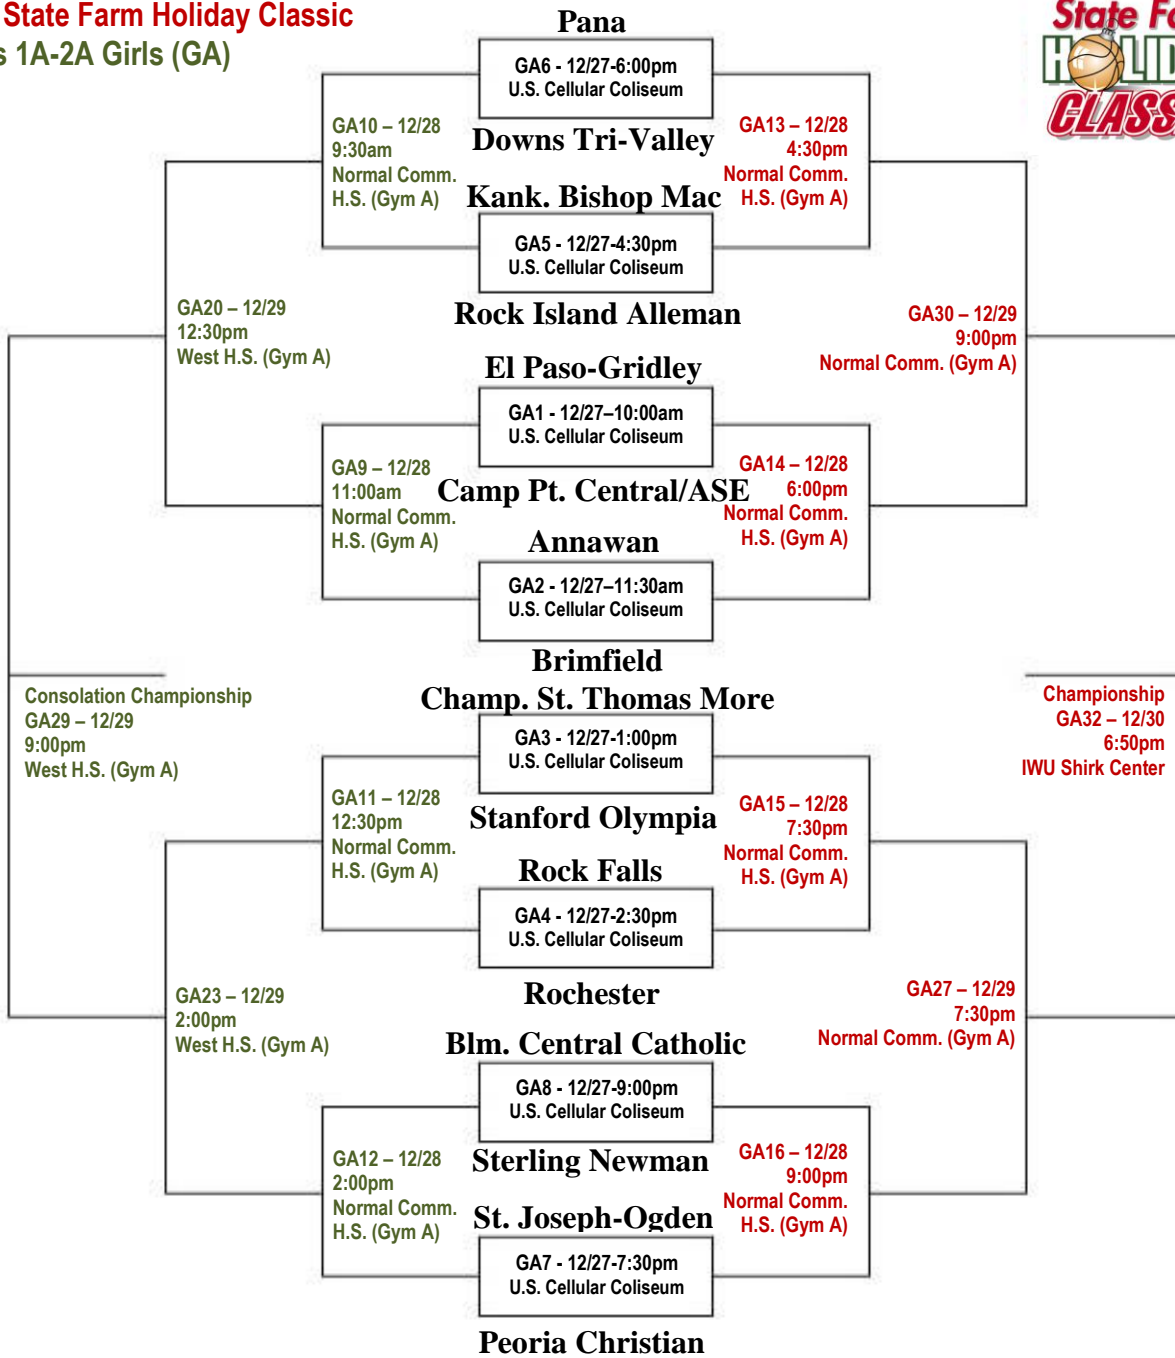 State Farm Holiday Classic
1A-2A Girls (GA)
State
CLASS
Pana
GA6 - 12/27-6:00pm
U.S. Cellular Coliseum
Downs Tri-Valley
GA10 – 12/28
9:30am
Normal Comm.
H.S. (Gym A)
GA13 – 12/28
4:30pm
Normal Comm.
H.S. (Gym A)
Kank. Bishop Mac
GA5 - 12/27-4:30pm
U.S. Cellular Coliseum
Rock Island Alleman
GA20 – 12/29
12:30pm
West H.S. (Gym A)
GA30 – 12/29
9:00pm
Normal Comm. (Gym A)
El Paso-Gridley
GA1 - 12/27–10:00am
U.S. Cellular Coliseum
Camp Pt. Central/ASE
GA9 – 12/28
11:00am
Normal Comm.
H.S. (Gym A)
GA14 – 12/28
6:00pm
Normal Comm.
H.S. (Gym A)
Annawan
GA2 - 12/27–11:30am
U.S. Cellular Coliseum
Brimfield
Consolation Championship
GA29 – 12/29
9:00pm
West H.S. (Gym A)
Championship
GA32 – 12/30
6:50pm
IWU Shirk Center
Champ. St. Thomas More
GA3 - 12/27-1:00pm
U.S. Cellular Coliseum
Stanford Olympia
GA11 – 12/28
12:30pm
Normal Comm.
H.S. (Gym A)
GA15 – 12/28
7:30pm
Normal Comm.
H.S. (Gym A)
Rock Falls
GA4 - 12/27-2:30pm
U.S. Cellular Coliseum
Rochester
GA23 – 12/29
2:00pm
West H.S. (Gym A)
GA27 – 12/29
7:30pm
Normal Comm. (Gym A)
Blm. Central Catholic
GA8 - 12/27-9:00pm
U.S. Cellular Coliseum
Sterling Newman
GA12 – 12/28
2:00pm
Normal Comm.
H.S. (Gym A)
GA16 – 12/28
9:00pm
Normal Comm.
H.S. (Gym A)
St. Joseph-Ogden
GA7 - 12/27-7:30pm
U.S. Cellular Coliseum
Peoria Christian